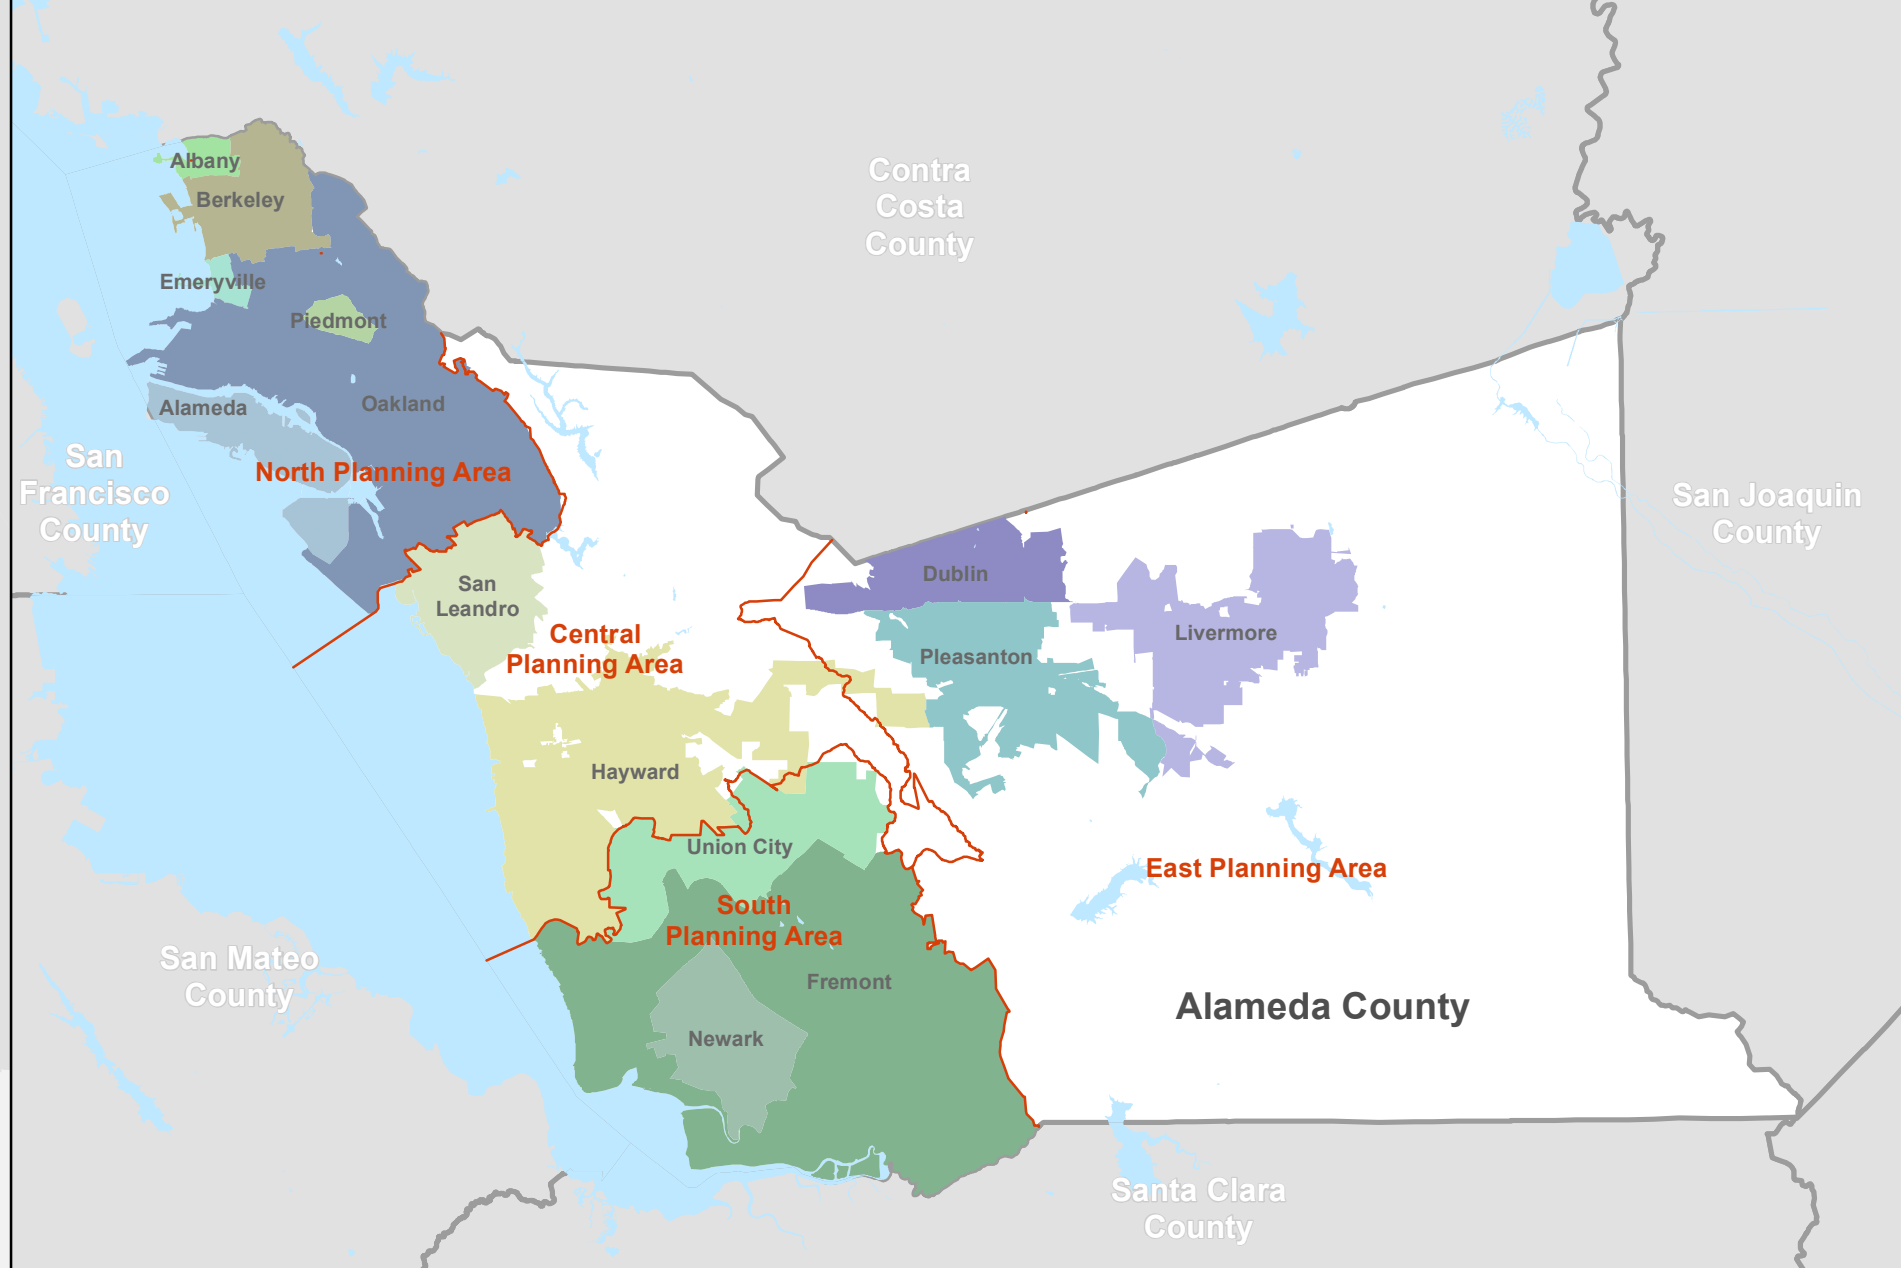 Albany
Berkeley
Contra
Costa
County
Emeryville
Piedmont
Alameda
Oakland
San
Francisco
County
North Planning Area
San Joaquin
County
San
Leandro
Dublin
Central
Planning Area
Livermore
Pleasanton
Hayward
Union City
East Planning Area
South
Planning Area
San Mateo
County
Fremont
Alameda County
Newark
Santa Clara
County